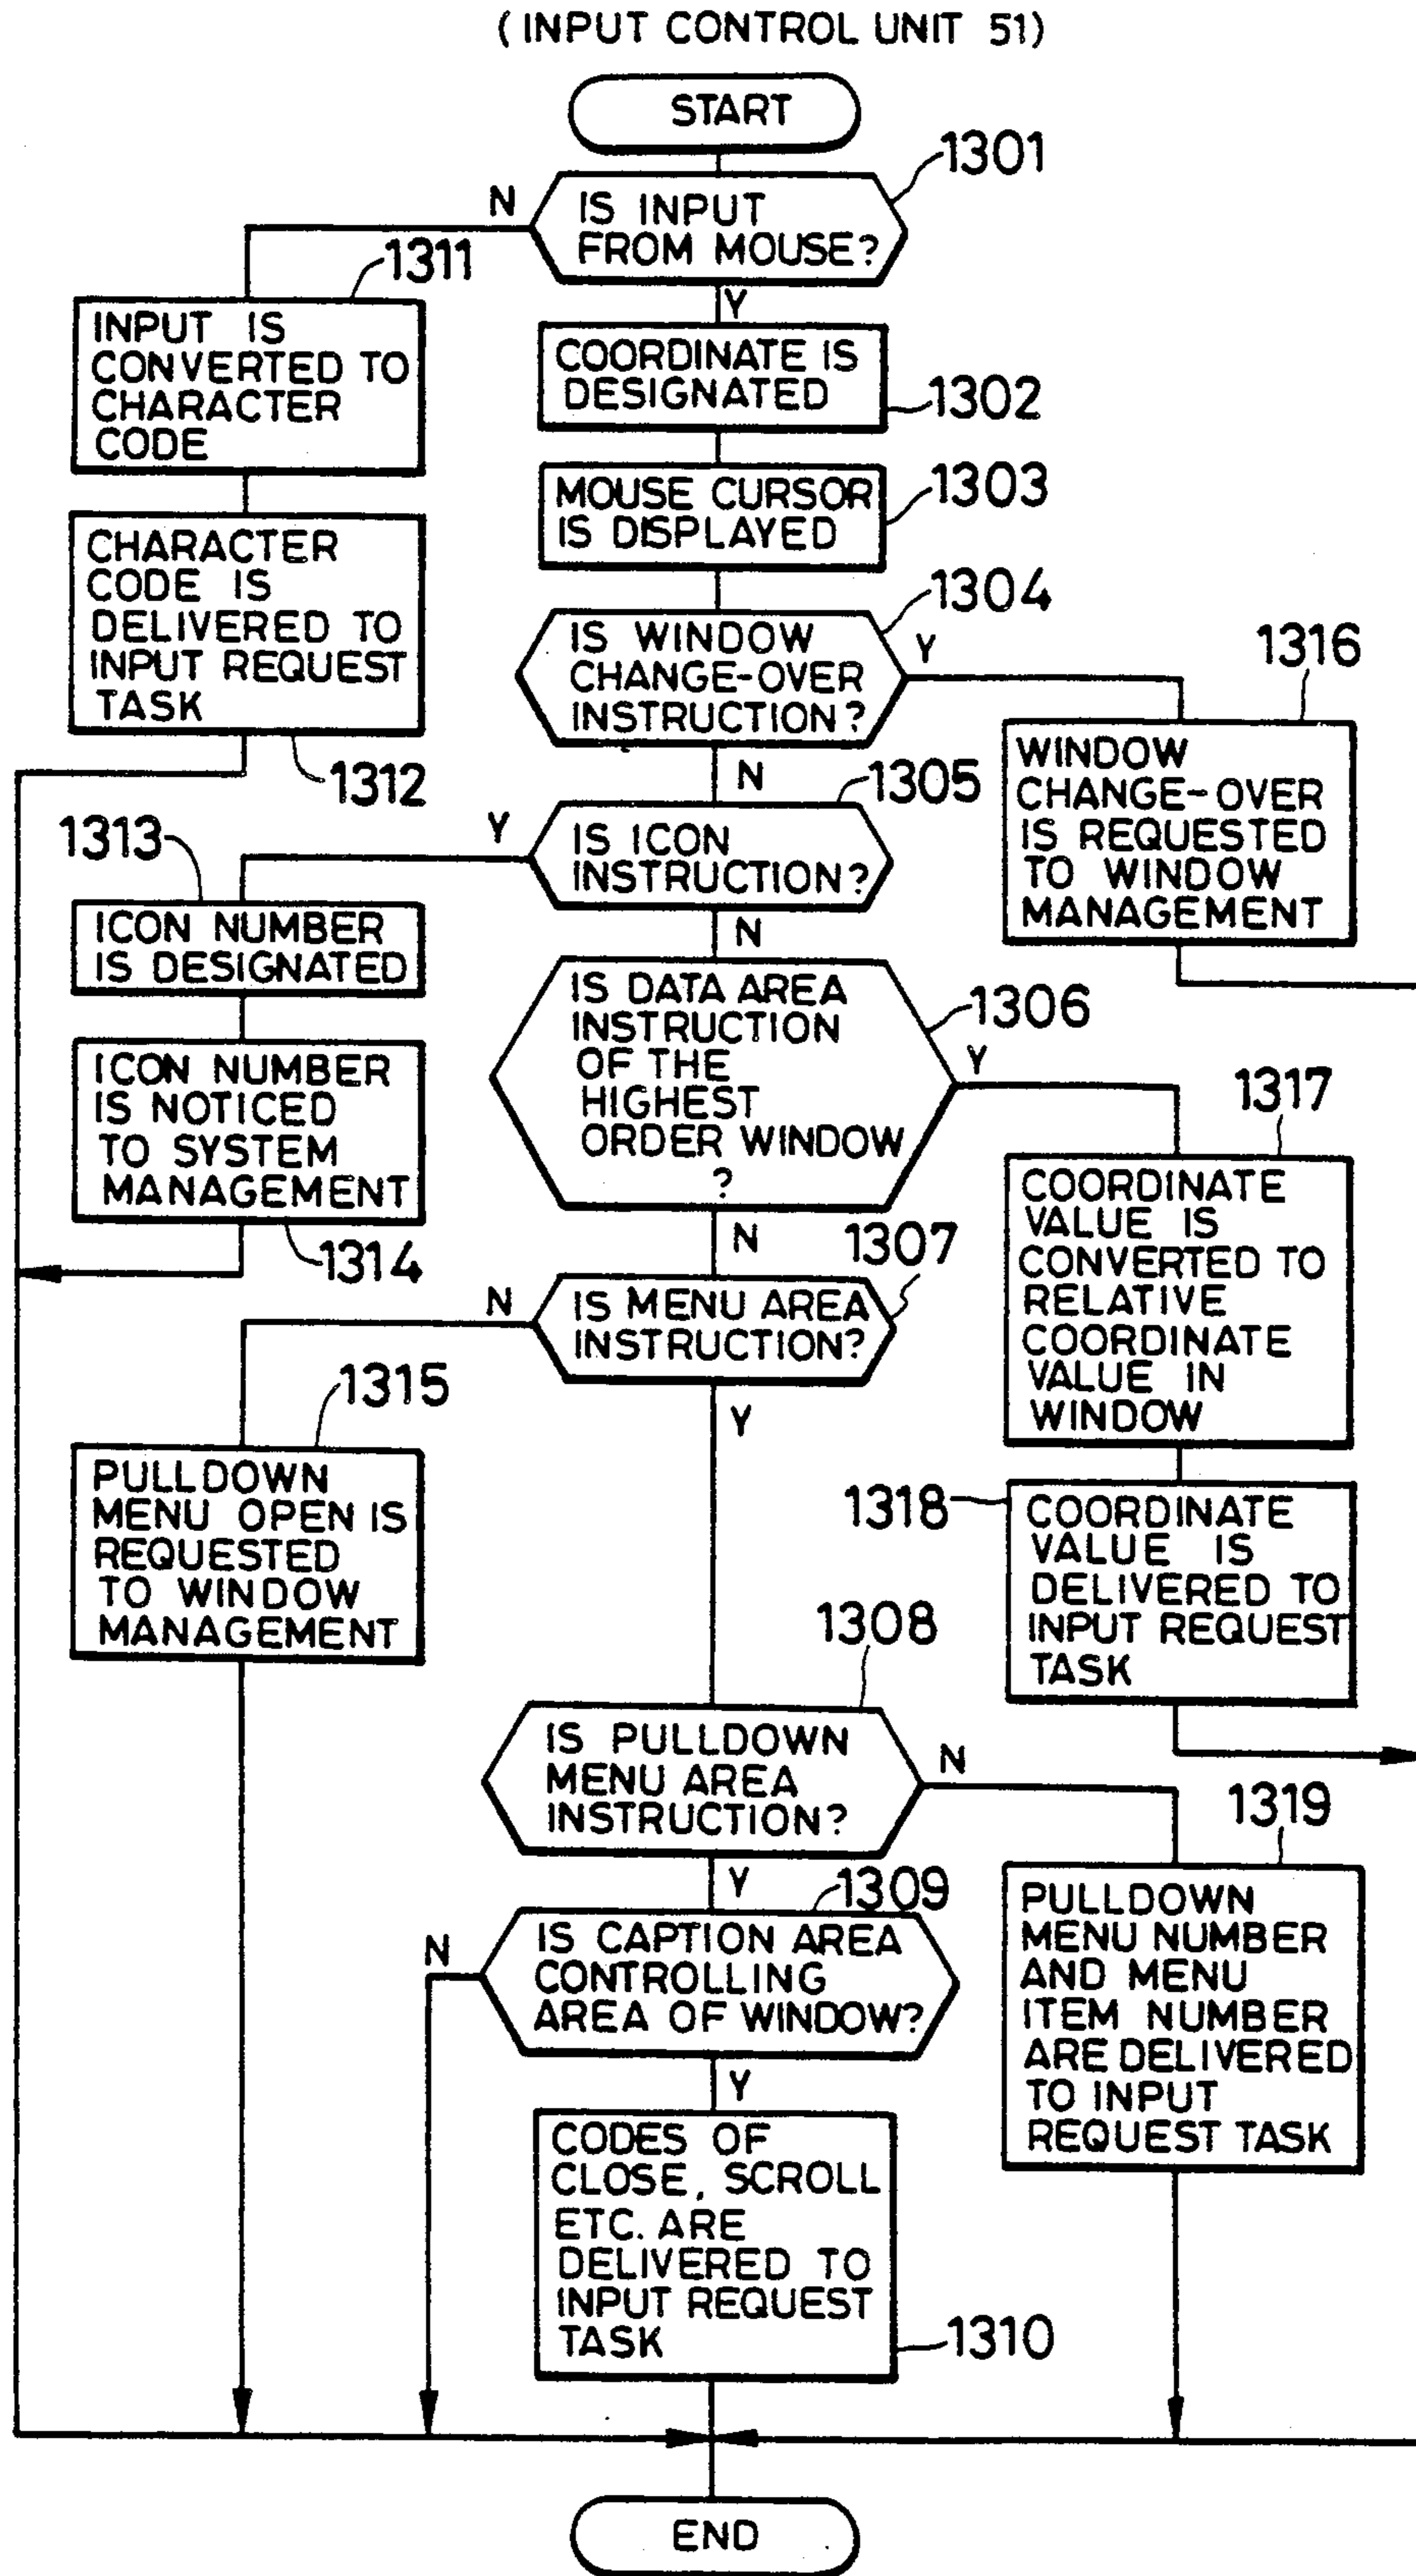 (INPUT CONTROL UNIT 51)
START
1301
N
IS INPUT
FROM MOUSE?
Y
1311
INPUT IS
CONVERTED TO
CHARACTER
CODE
COORDINATE IS
DESIGNATED
1302
MOUSE CURSOR
IS DISPLAYED
1303
CHARACTER
CODE IS
DELIVERED TO
INPUT REQUEST
TASK
1312
1304
IS WINDOW
CHANGE-OVER
INSTRUCTION?
Y
N
1316
WINDOW
CHANGE-OVER
IS REQUESTED
TO WINDOW
MANAGEMENT
1305
Y
IS ICON
INSTRUCTION?
N
1313
ICON NUMBER
IS DESIGNATED
ICON NUMBER
IS NOTICED
TO SYSTEM
MANAGEMENT
1314
IS DATA AREA
INSTRUCTION
OF THE
HIGHEST
ORDER WINDOW
?
1306
Y
N
1317
COORDINATE
VALUE IS
CONVERTED TO
RELATIVE
COORDINATE
VALUE IN
WINDOW
1307
N
IS MENU AREA
INSTRUCTION?
Y
1315
PULLDOWN
MENU OPEN IS
REQUESTED
TO WINDOW
MANAGEMENT
1318
COORDINATE
VALUE IS
DELIVERED TO
INPUT REQUEST
TASK
1308
IS PULLDOWN
MENU AREA
INSTRUCTION?
N
Y
1319
PULLDOWN
MENU NUMBER
AND MENU
ITEM NUMBER
ARE DELIVERED
TO INPUT
REQUEST TASK
1309
N
IS CAPTION AREA
CONTROLLING
AREA OF WINDOW?
Y
CODES OF
CLOSE, SCROLL
ETC. ARE
DELIVERED TO
INPUT REQUEST
TASK
1310
END